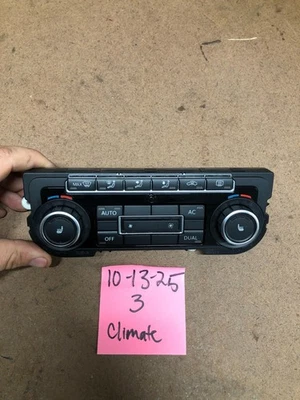 MAX
AUTO
AC
OFF
DUAL
10-13-25
3
Climate